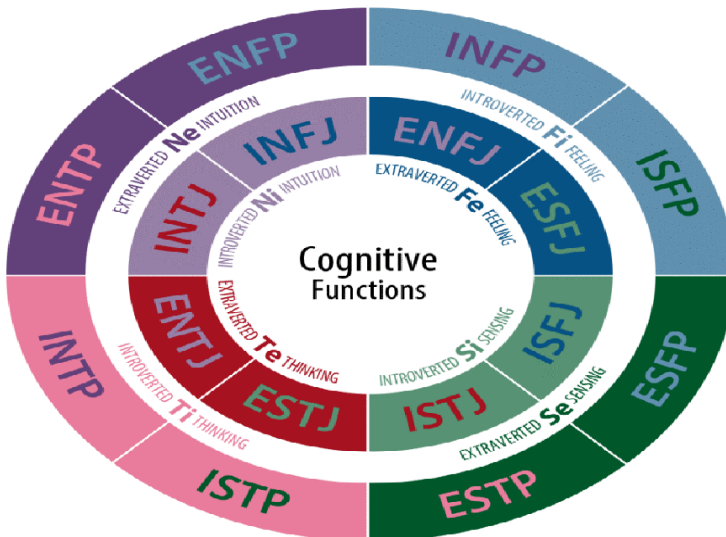 ENFP
INFP
ENTP
EXTRAVERTED Ne INTUITION
INTROVERTED Fi FEELING
ISFP
INFJ
ENFJ
INTJ
INTROVERTED Ni INTUITION
EXTRAVERTED Fe FEELING
ESFJ
Cognitive
Functions
ENTJ
EXTRAVERTED Te THINKING
INTROVERTED Si SENSING
ISFJ
ESTJ
ISTJ
INTP
INTROVERTED Ti THINKING
EXTRAVERTED Se SENSING
ESFP
ISTP
ESTP